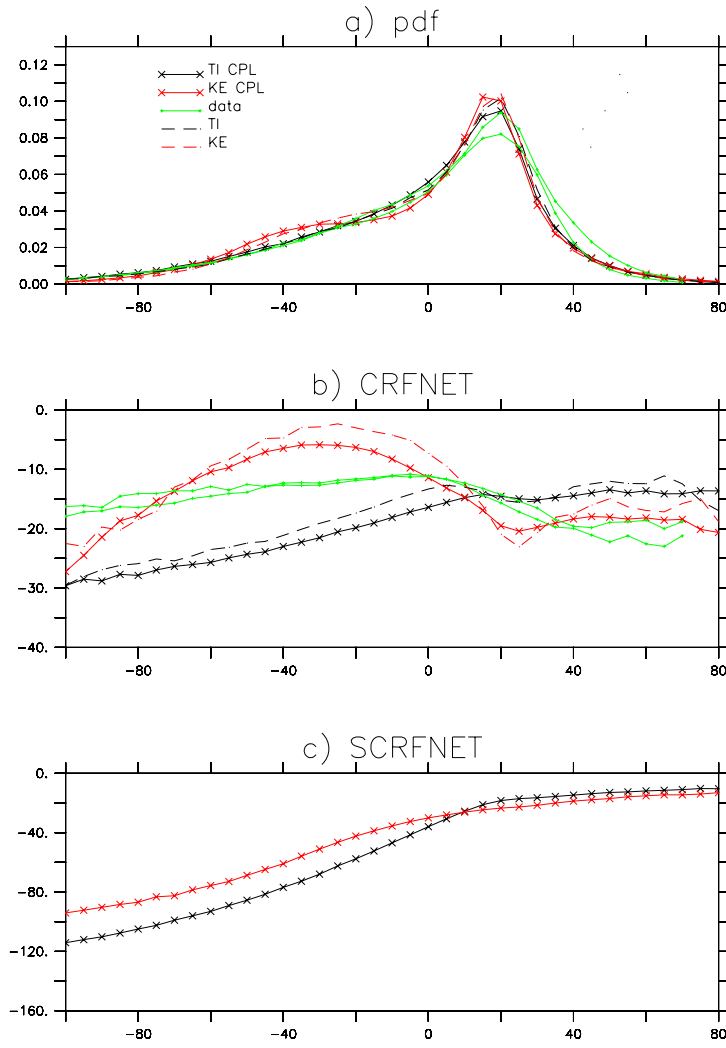 a) pdf
0.12
0.10
0.08
0.06
0.04
0.02
0.00
TI CPL
KE CPL
data
TI
KE
-80 -40 0 40 80
b) CRFNET
0.
-10.
-20.
-30.
-40.
-80 -40 0 40 80
c) SCRFNET
0.
-40.
-80.
-120.
-160.
-80 -40 0 40 80